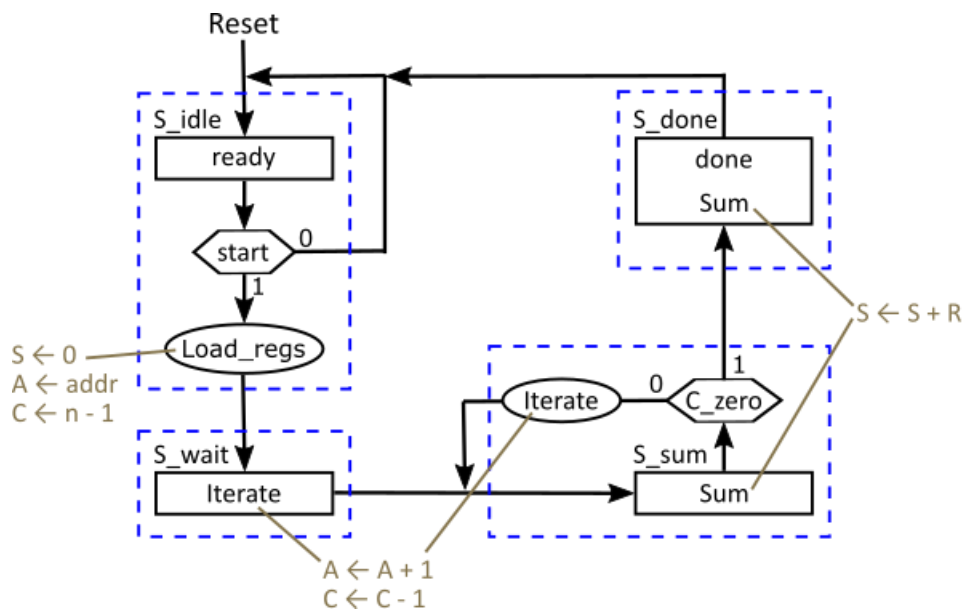 Reset
S_idle
ready
start
0
1
Load_regs
S ← 0
A ← addr
C ← n - 1
S_wait
Iterate
A ← A + 1
C ← C - 1
S_done
done
Sum
S ← S + R
Iterate
0
1
C_zero
S_sum
Sum